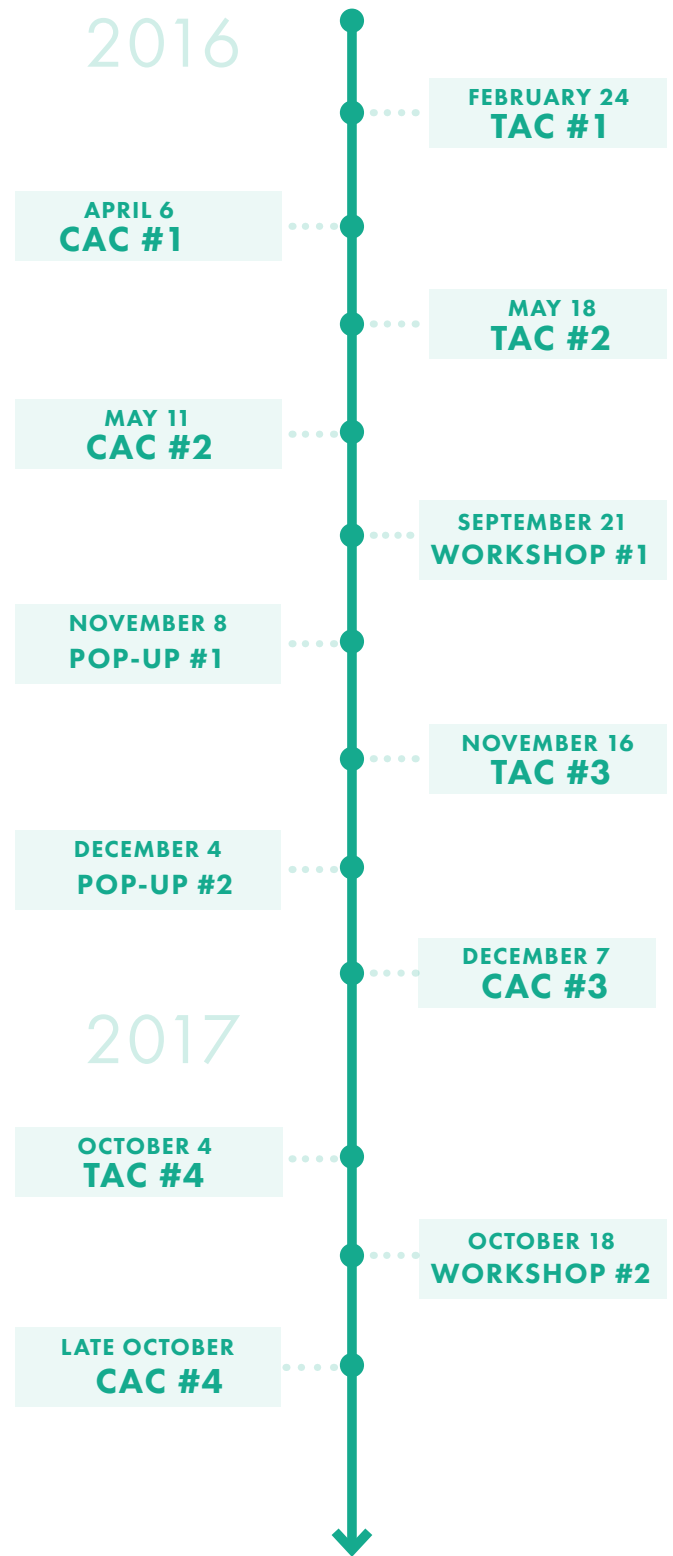 2016
FEBRUARY 24
TAC #1
APRIL 6
CAC #1
MAY 18
TAC #2
MAY 11
CAC #2
SEPTEMBER 21
WORKSHOP #1
NOVEMBER 8
POP-UP #1
NOVEMBER 16
TAC #3
DECEMBER 4
POP-UP #2
DECEMBER 7
CAC #3
2017
OCTOBER 4
TAC #4
OCTOBER 18
WORKSHOP #2
LATE OCTOBER
CAC #4